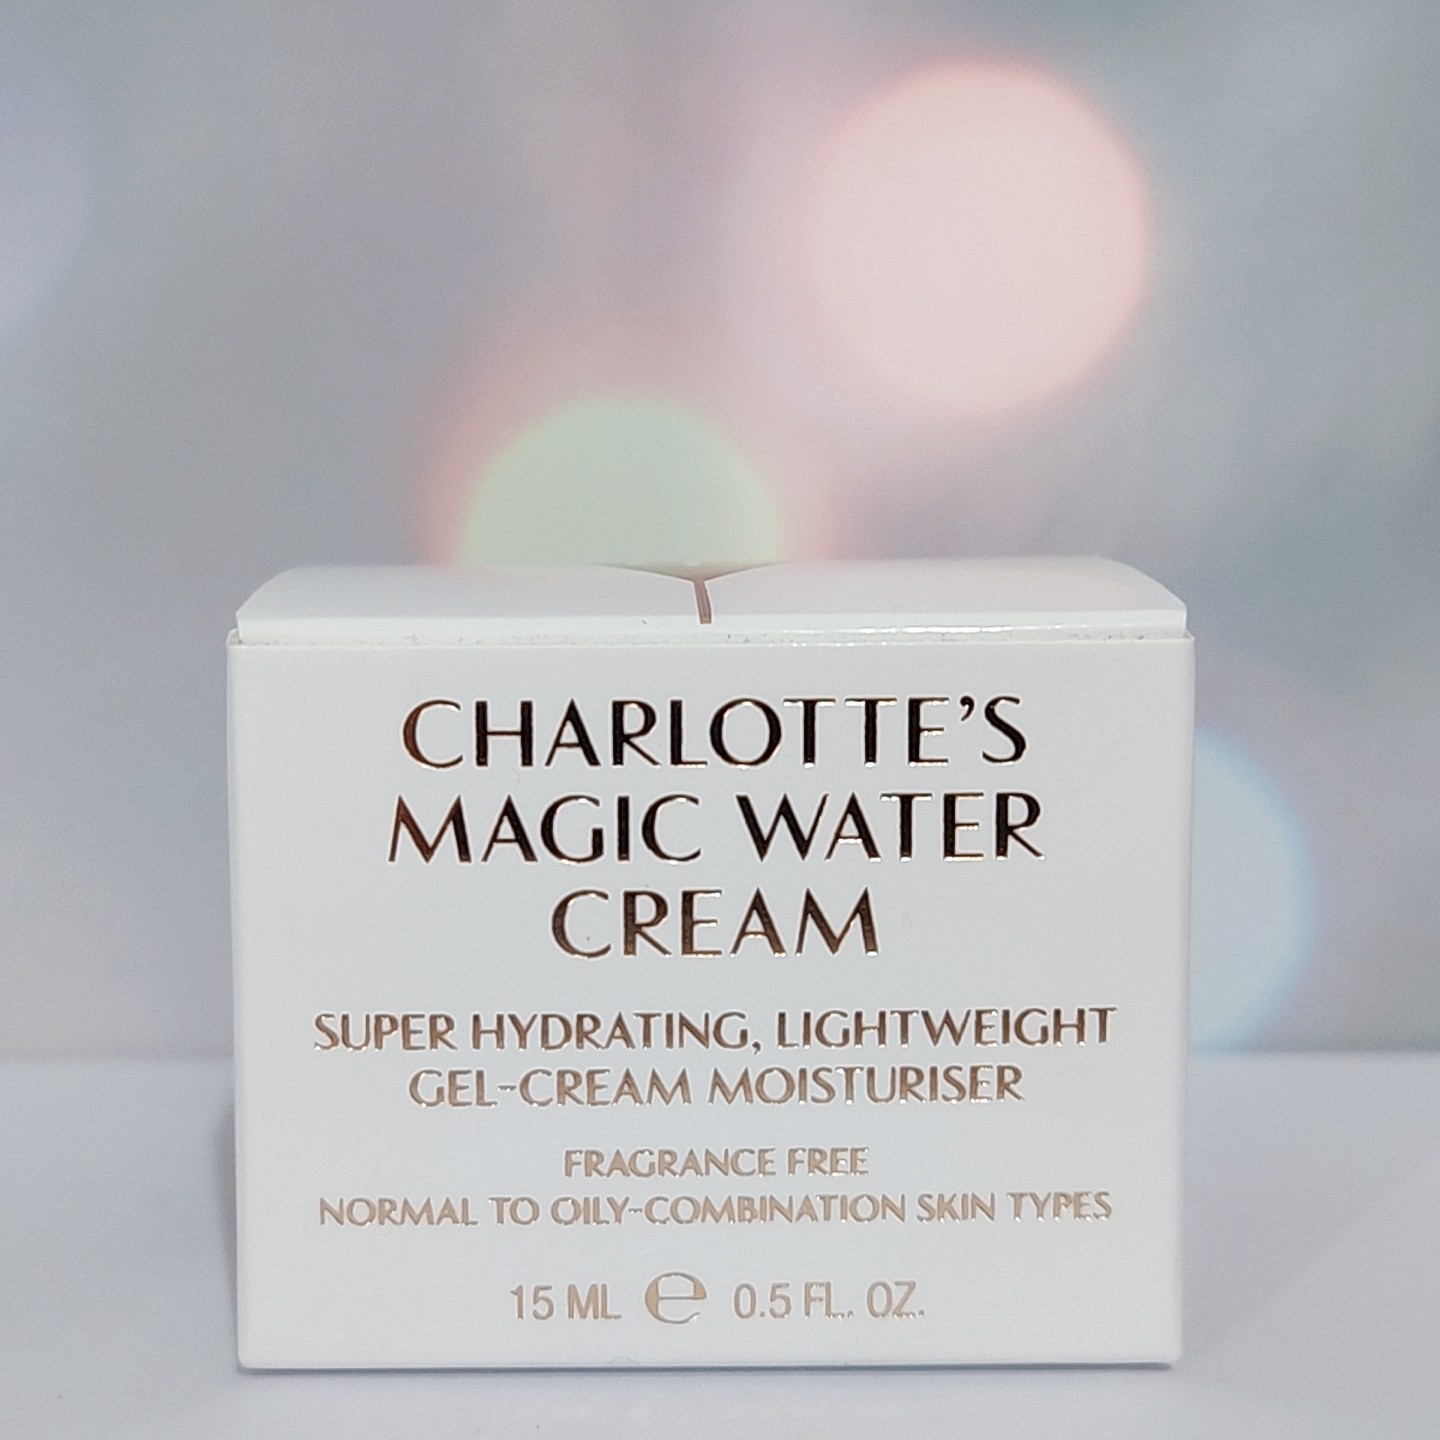 CHARLOTTE'S
MAGIC WATER
CREAM
SUPER HYDRATING, LIGHTWEIGHT
GEL-CREAM MOISTURISER
FRAGRANCE FREE
NORMAL TO OILY-COMBINATION SKIN TYPES
15 ML ℮ 0.5 FL. OZ.